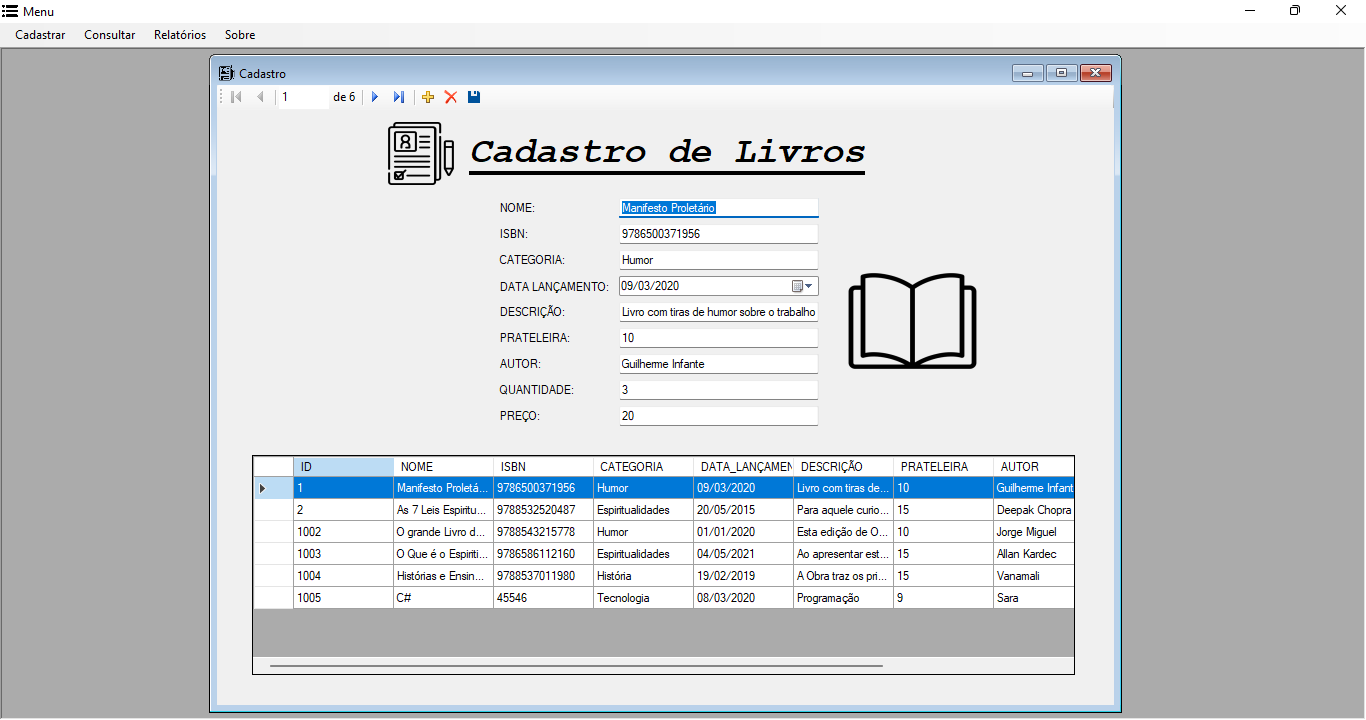 Menu
Cadastrar Consultar Relatórios Sobre
Cadastro
1 de 6
Cadastro de Livros
NOME: Manifesto Proletário
ISBN: 9786500371956
CATEGORIA: Humor
DATA LANÇAMENTO: 09/03/2020
DESCRIÇÃO: Livro com tiras de humor sobre o trabalho
PRATELEIRA: 10
AUTOR: Guilherme Infante
QUANTIDADE: 3
PREÇO: 20
ID NOME ISBN CATEGORIA DATA_LANÇAMEN DESCRIÇÃO PRATELEIRA AUTOR
1 Manifesto Proletá... 9786500371956 Humor 09/03/2020 Livro com tiras de... 10 Guilherme Infant
2 As 7 Leis Espiritu... 9788532520487 Espiritualidades 20/05/2015 Para aquele curio... 15 Deepak Chopra
1002 O grande Livro d... 9788543215778 Humor 01/01/2020 Esta edição de O... 10 Jorge Miguel
1003 O Que é o Espiriti... 9786586112160 Espiritualidades 04/05/2021 Ao apresentar est... 15 Allan Kardec
1004 Histórias e Ensin... 9788537011980 História 19/02/2019 A Obra traz os pri... 15 Vanamali
1005 C# 45546 Tecnologia 08/03/2020 Programação 9 Sara